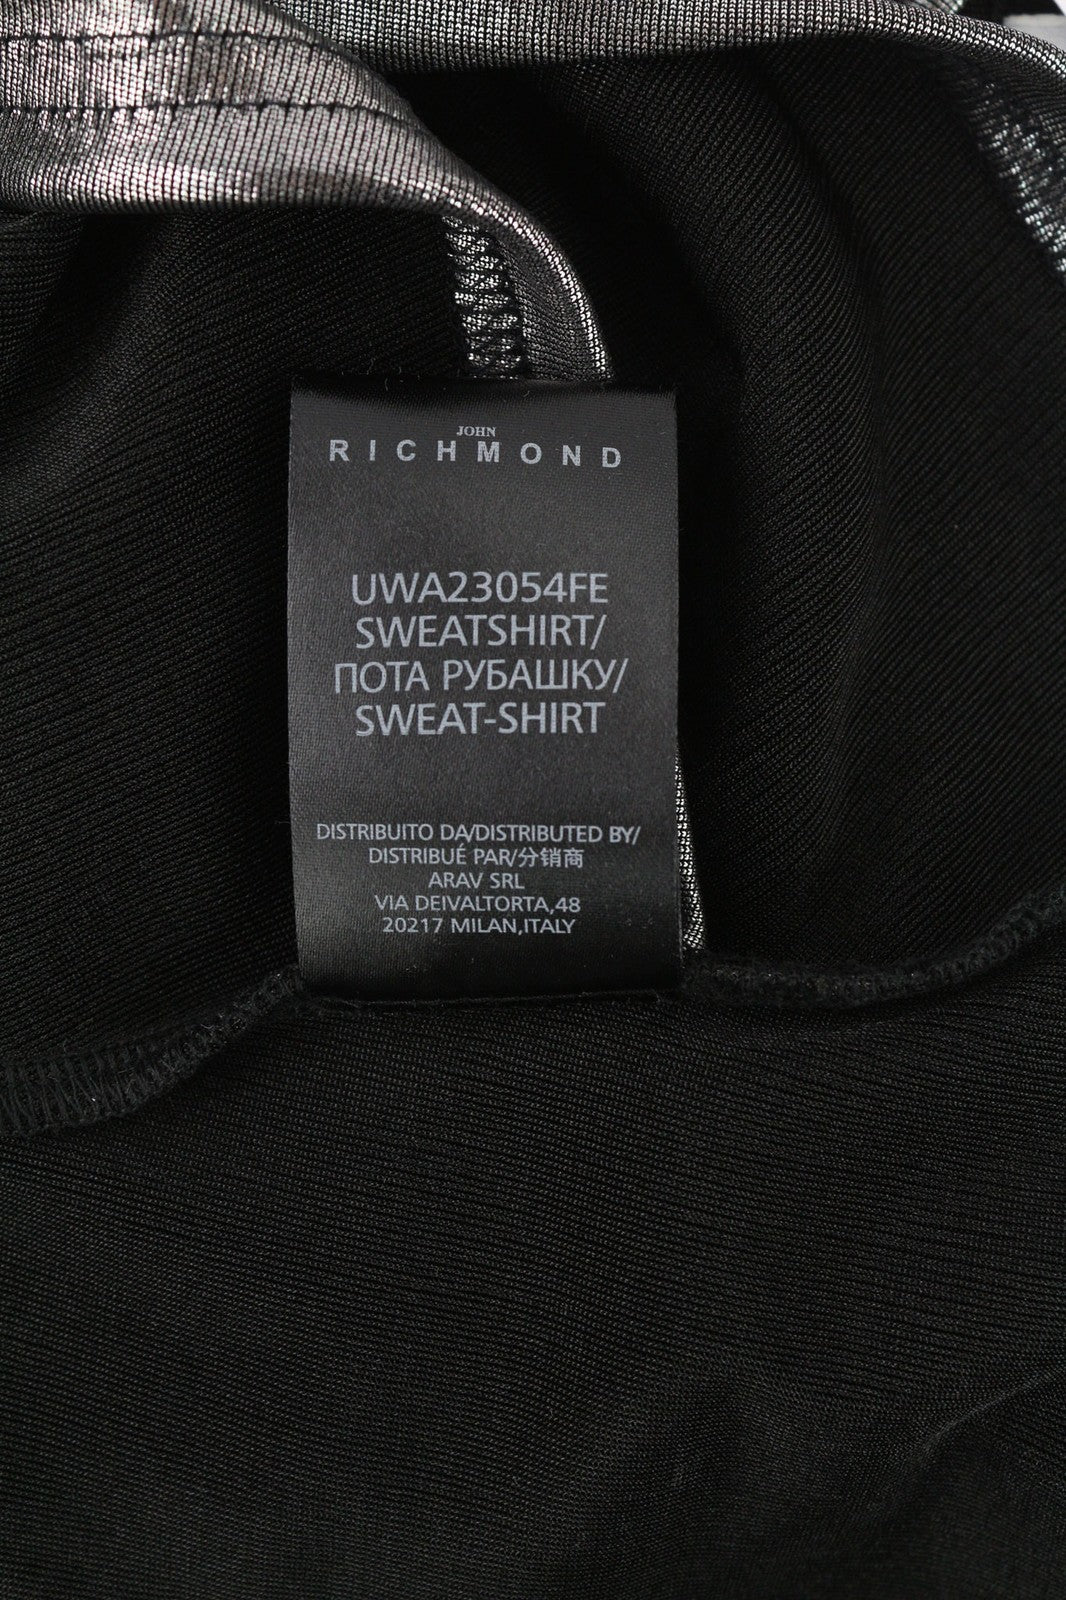 JOHN
RICHMOND
UWA23054FE
SWEATSHIRT/
ПОТА РУБАШКУ/
SWEAT-SHIRT
DISTRIBUITO DA/DISTRIBUTED BY/
DISTRIBUÉ PAR/分销商
ARAV SRL
VIA DEIVALTORTA,48
20217 MILAN,ITALY